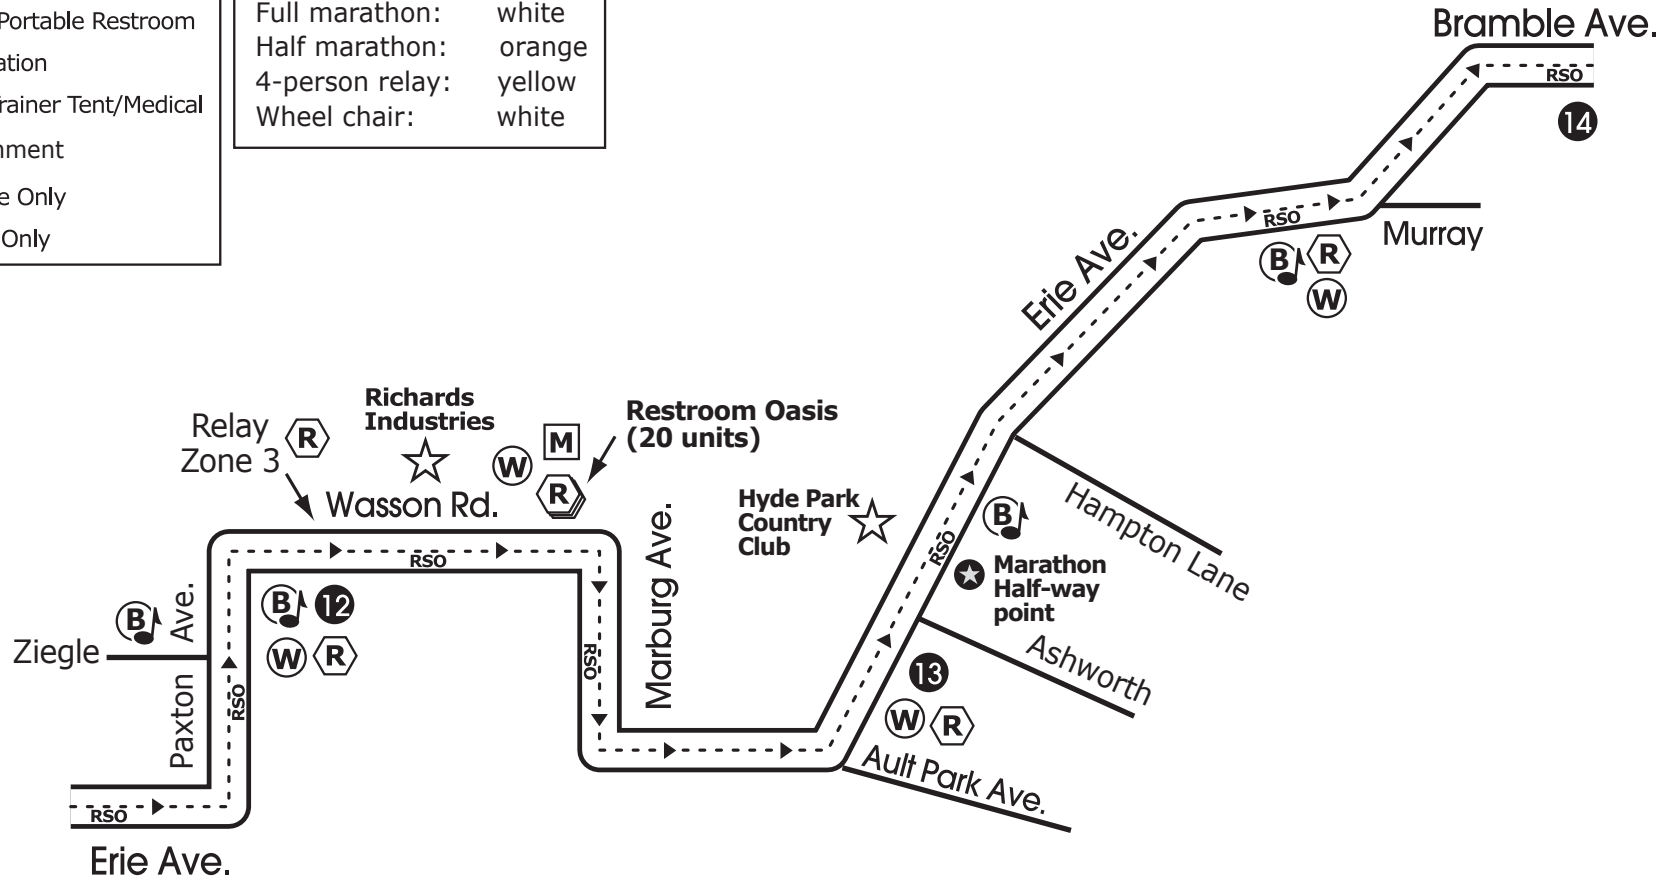 Portable Restroom
ation
rainer Tent/Medical
nment
e Only
Only
Full marathon: white
Half marathon: orange
4-person relay: yellow
Wheel chair: white
Bramble Ave.
RSO
14
Murray
RSO
B
R
W
Erie Ave.
Richards
Industries
Relay
Zone 3
R
W
M
R
Restroom Oasis
(20 units)
Wasson Rd.
RSO
Marburg Ave.
Hyde Park
Country
Club
B
Hampton Lane
RSO
Marathon
Half-way
point
Ashworth
B
12
W
R
B
Ziegle
Paxton Ave.
RSO
RSO
13
W
R
Ault Park Ave.
RSO
Erie Ave.